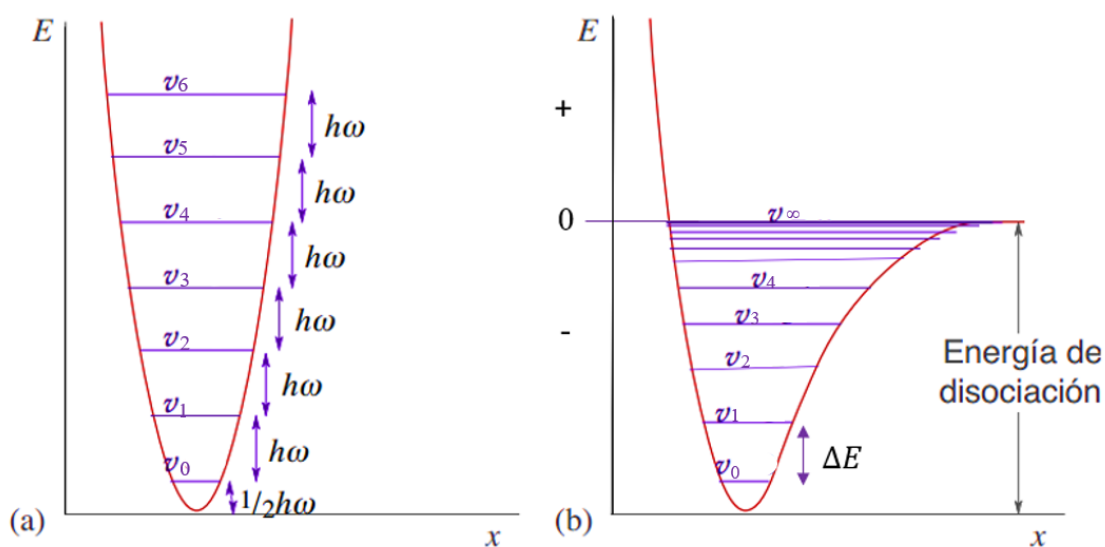 E
v6
hω
v5
hω
v4
hω
v3
hω
v2
hω
v1
hω
v0
1/2hω
(a)
x
E
+
0
v∞
v4
-
v3
v2
Energía de
disociación
v1
ΔE
v0
(b)
x